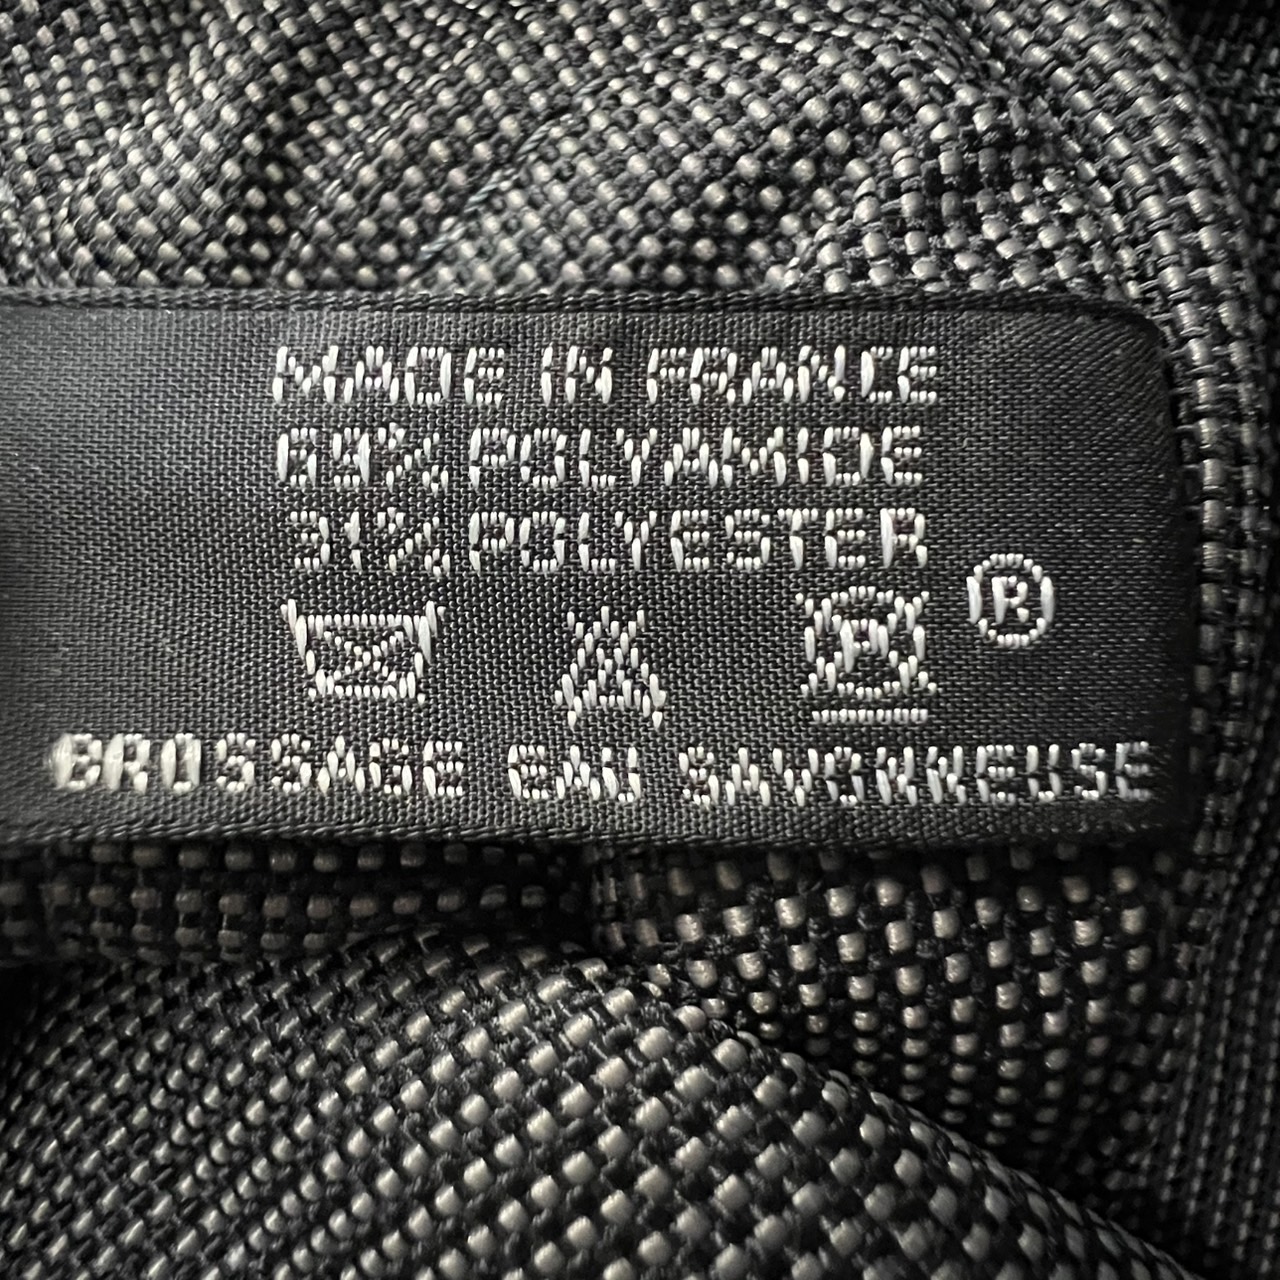 MADE IN FRANCE
69% POLYAMIDE
31% POLYESTER
P ®
BROSSAGE EAU SAVONNEUSE